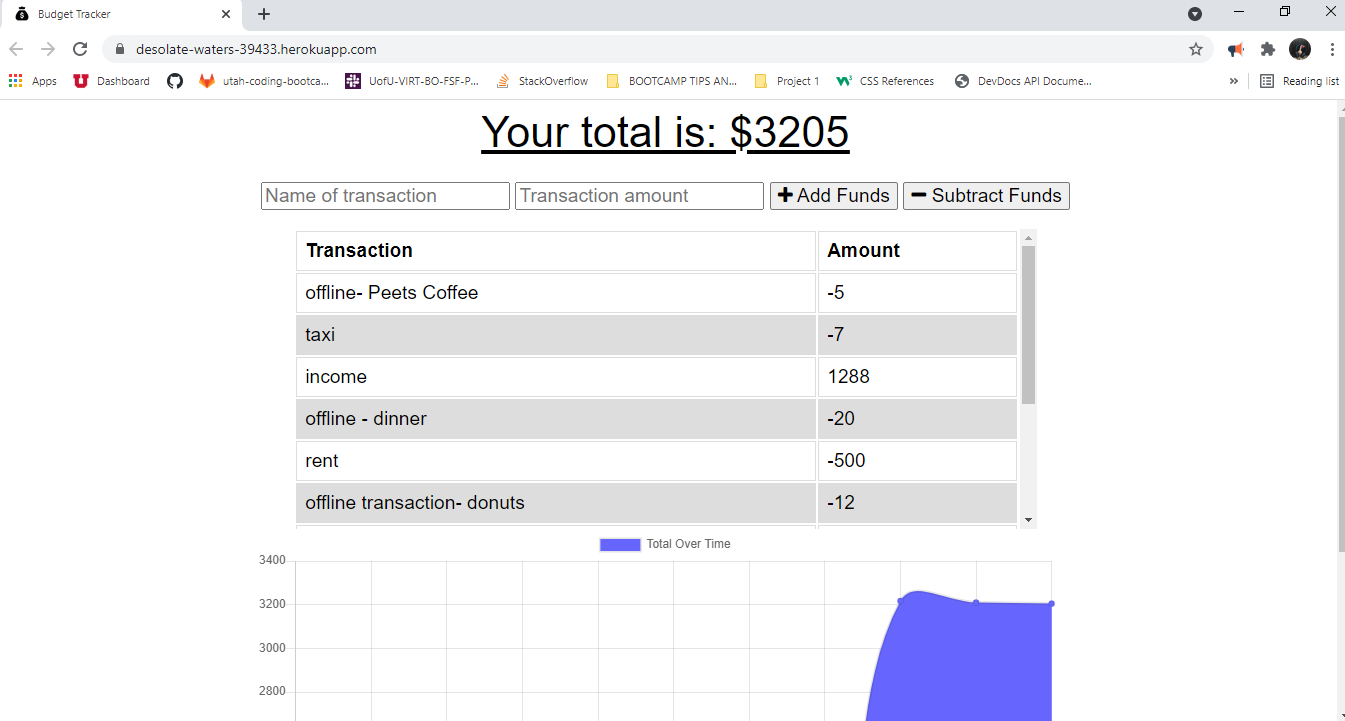 Budget Tracker
desolate-waters-39433.herokuapp.com
Apps Dashboard utah-coding-bootca... UofU-VIRT-BO-FSF-P... StackOverflow BOOTCAMP TIPS AN... Project 1 CSS References DevDocs API Docume... » Reading list
Your total is: $3205
Name of transaction Transaction amount Add Funds Subtract Funds
Transaction Amount
offline- Peets Coffee -5
taxi -7
income 1288
offline - dinner -20
rent -500
offline transaction- donuts -12
Total Over Time
3400
3200
3000
2800